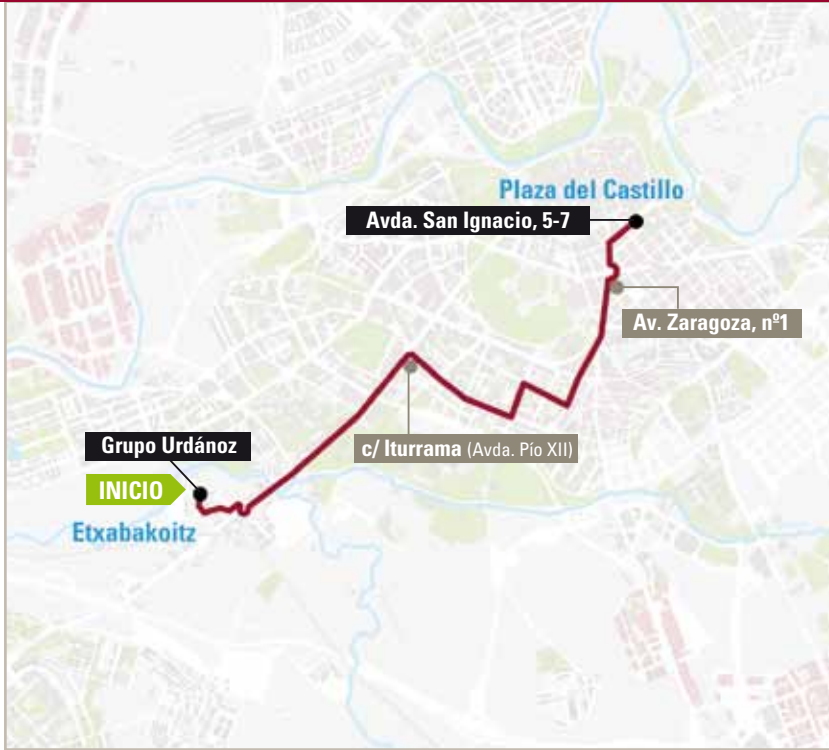 Plaza del Castillo
Avda. San Ignacio, 5-7
Av. Zaragoza, nº1
c/ Iturrama (Avda. Pío XII)
Grupo Urdánoz
INICIO
Etxabakoitz